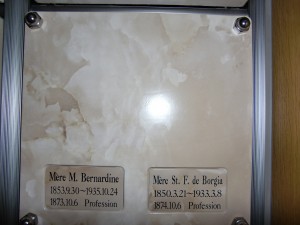 Mère M. Bernardine
1853.9.30~1935.10.24
1873.10.6 Profession
Mère St. F. de Borgia
1850.3.21~1933.3.8
1874.10.6 Profession